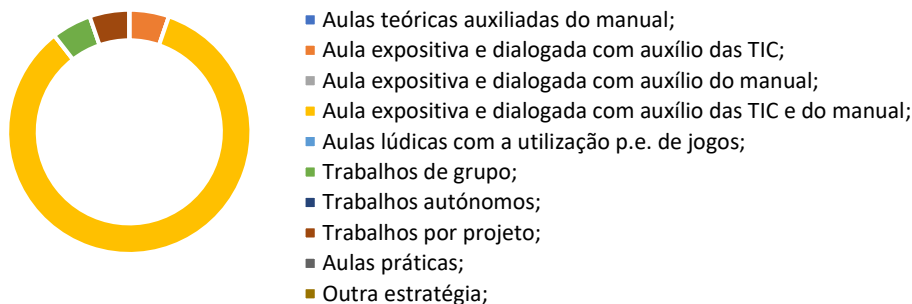 Aulas teóricas auxiliadas do manual;
Aula expositiva e dialogada com auxílio das TIC;
Aula expositiva e dialogada com auxílio do manual;
Aula expositiva e dialogada com auxílio das TIC e do manual;
Aulas lúdicas com a utilização p.e. de jogos;
Trabalhos de grupo;
Trabalhos autónomos;
Trabalhos por projeto;
Aulas práticas;
Outra estratégia;